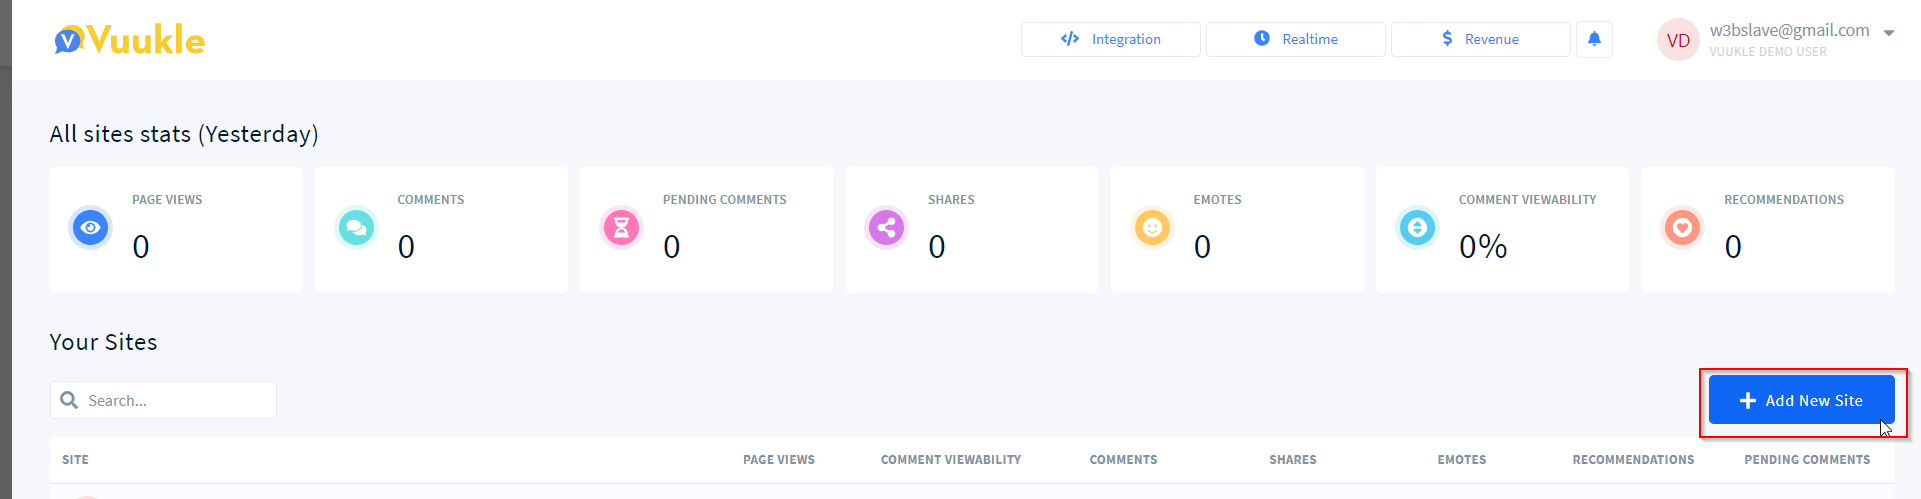 Vuukle
Integration
Realtime
Revenue
VD
w3bslave@gmail.com
VUUKLE DEMO USER
All sites stats (Yesterday)
PAGE VIEWS
0
COMMENTS
0
PENDING COMMENTS
0
SHARES
0
EMOTES
0
COMMENT VIEWABILITY
0%
RECOMMENDATIONS
0
Your Sites
Search...
Add New Site
SITE PAGE VIEWS COMMENT VIEWABILITY COMMENTS SHARES EMOTES RECOMMENDATIONS PENDING COMMENTS